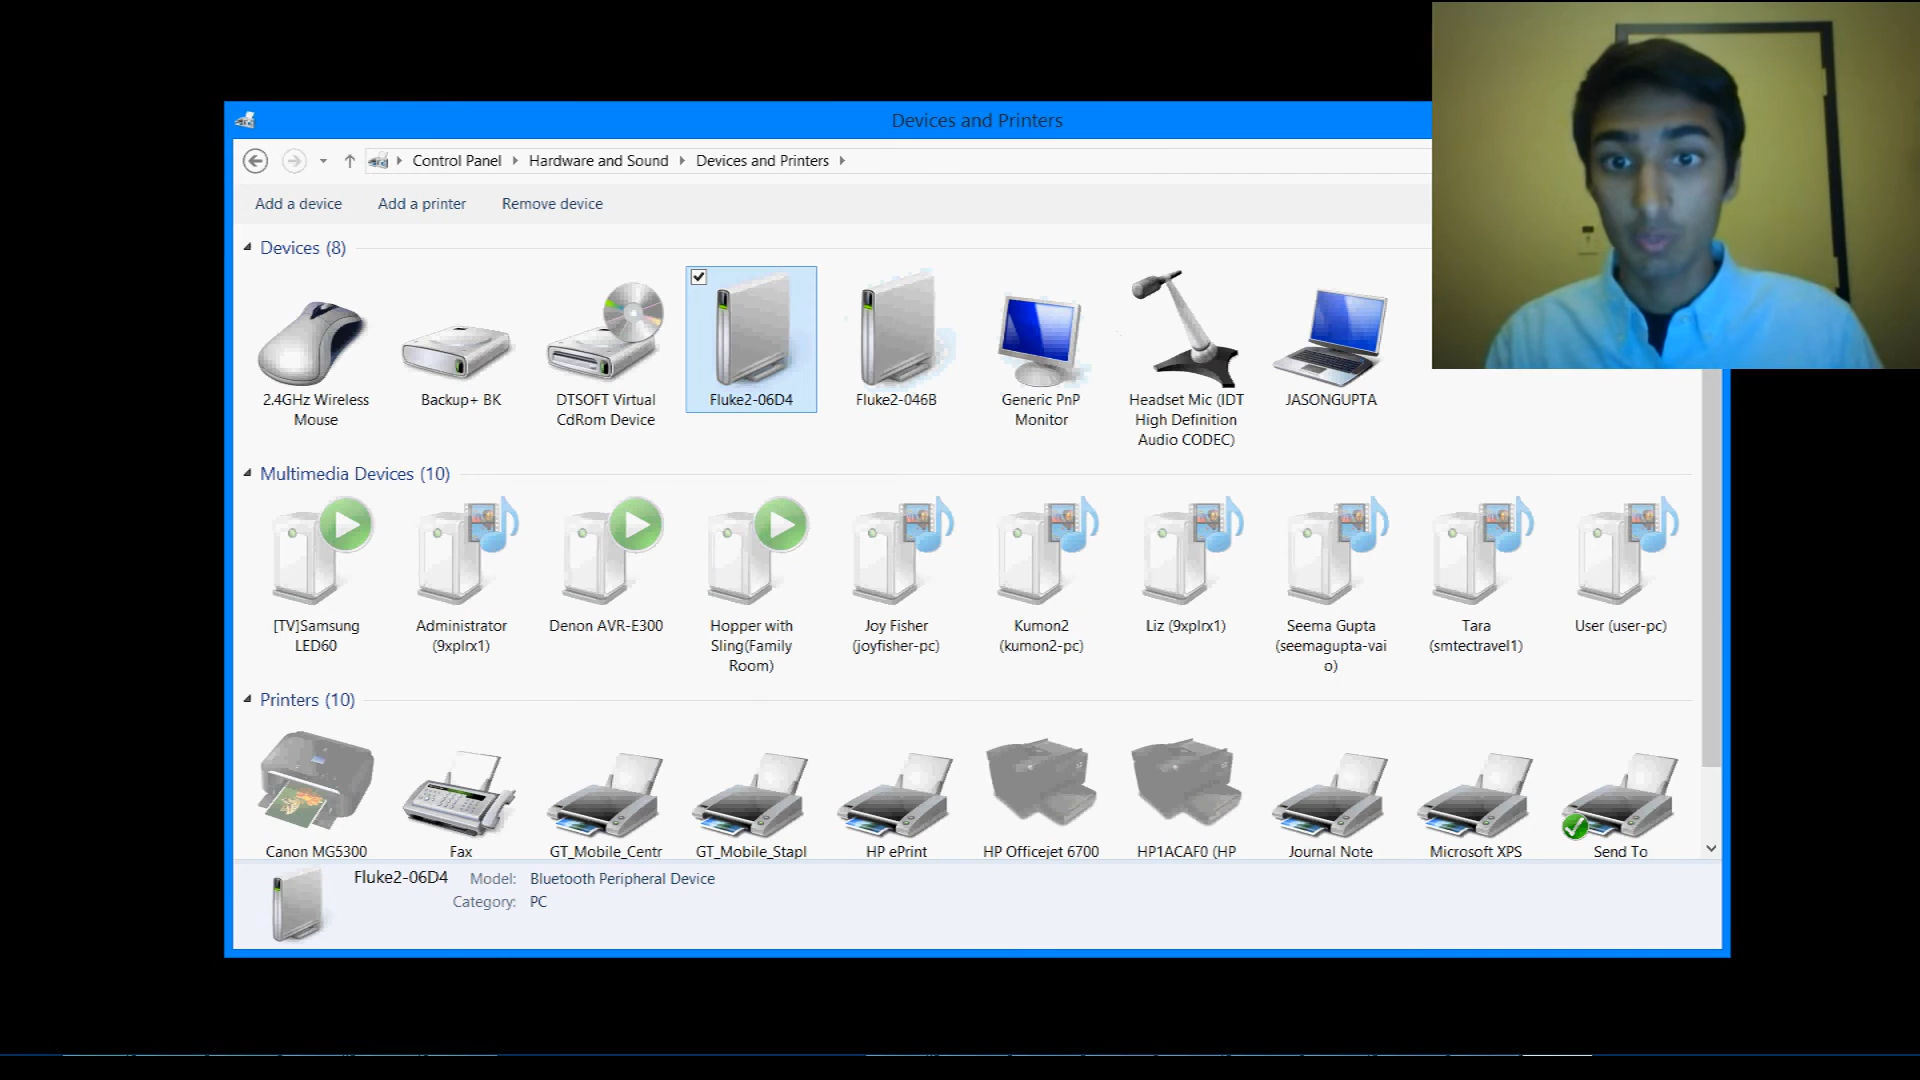 Devices and Printers
Control Panel Hardware and Sound Devices and Printers
Add a device Add a printer Remove device
Devices (8)
2.4GHz Wireless Mouse
Backup+ BK
DTSOFT Virtual CdRom Device
Fluke2-06D4
Fluke2-046B
Generic PnP Monitor
Headset Mic (IDT High Definition Audio CODEC)
JASONGUPTA
Multimedia Devices (10)
[TV]Samsung LED60
Administrator (9xplrx1)
Denon AVR-E300
Hopper with Sling(Family Room)
Joy Fisher (joyfisher-pc)
Kumon2 (kumon2-pc)
Liz (9xplrx1)
Seema Gupta (seemagupta-vaio)
Tara (smtectravel1)
User (user-pc)
Printers (10)
Canon MG5300
Fax
GT_Mobile_Centr
GT_Mobile_Stapl
HP ePrint
HP Officejet 6700
HP1ACAF0 (HP
Journal Note
Microsoft XPS
Send To
Fluke2-06D4 Model: Bluetooth Peripheral Device
Category: PC